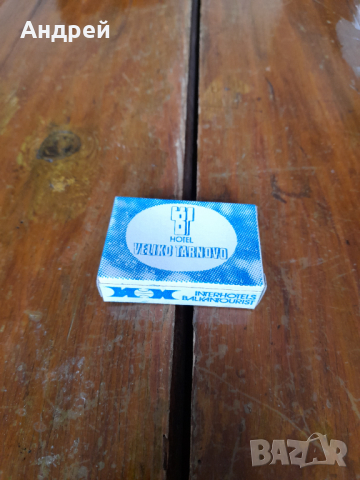 Андрей
HOTEL
VELIKO TARNOVO
INTERHOTELS
BALKANTOURIST
BAZAR